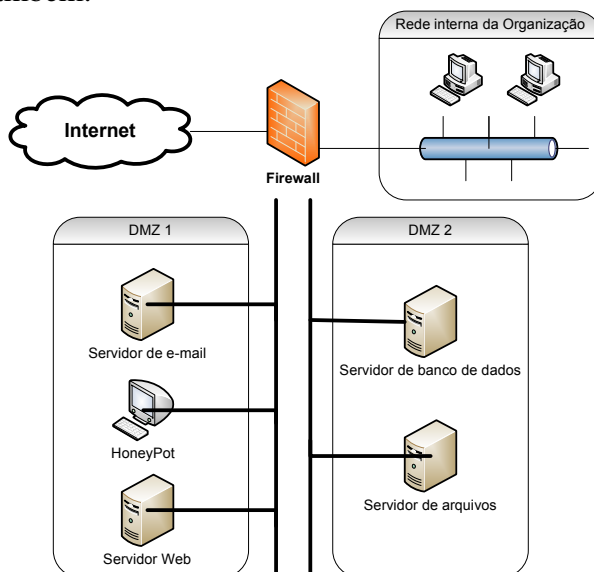 Rede interna da Organização
Internet
Firewall
DMZ 1
DMZ 2
Servidor de e-mail
Servidor de banco de dados
HoneyPot
Servidor de arquivos
Servidor Web